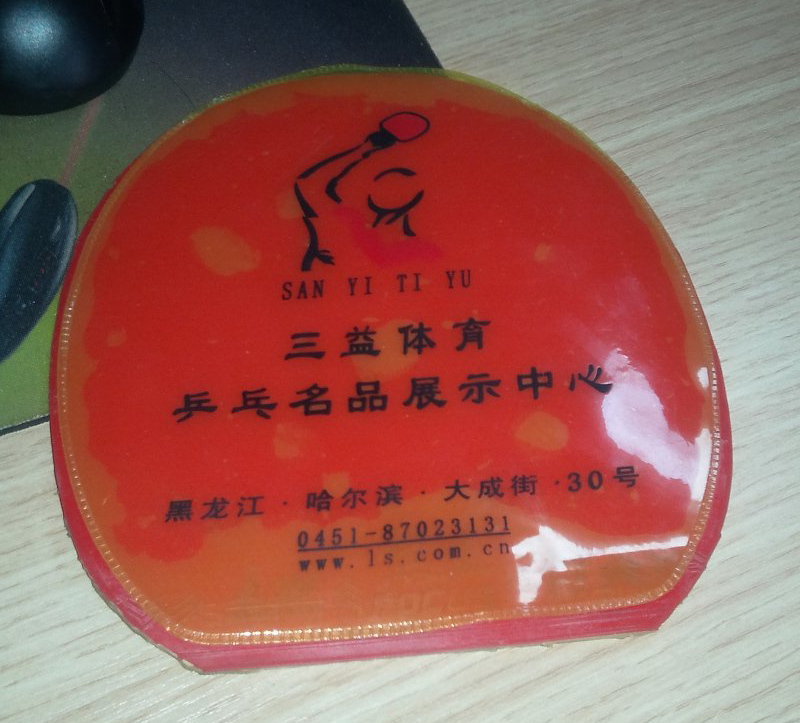 SAN YI TI YU
三益体育
乒乓名品展示中心
黑龙江·哈尔滨·大成街·30号
0451-87023131
www.ls.com.cn